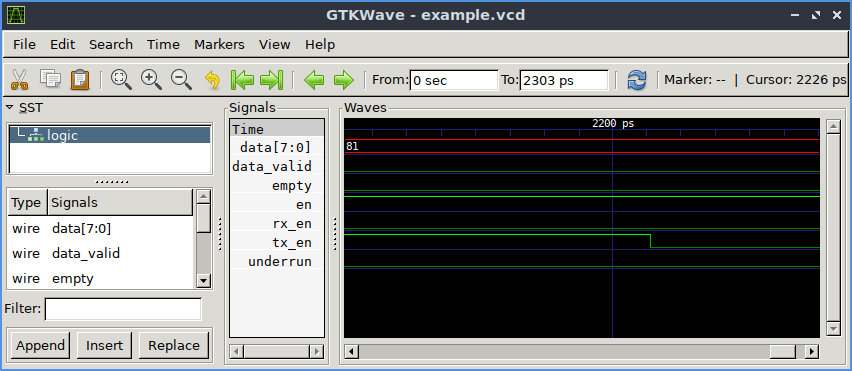 GTKWave - example.vcd
File Edit Search Time Markers View Help
From: 0 sec To: 2303 ps Marker: -- | Cursor: 2226 ps
SST
logic
Type Signals
wire data[7:0]
wire data_valid
wire empty
Filter:
Append Insert Replace
Signals
Time
data[7:0]
data_valid
empty
en
rx_en
tx_en
underrun
Waves
2200 ps
81